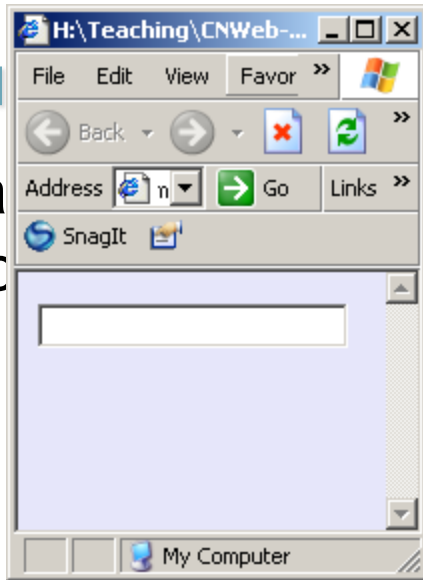 H:\Teaching\CNWeb-...
File Edit View Favor »
Back »
Address n Go Links »
SnagIt
My Computer